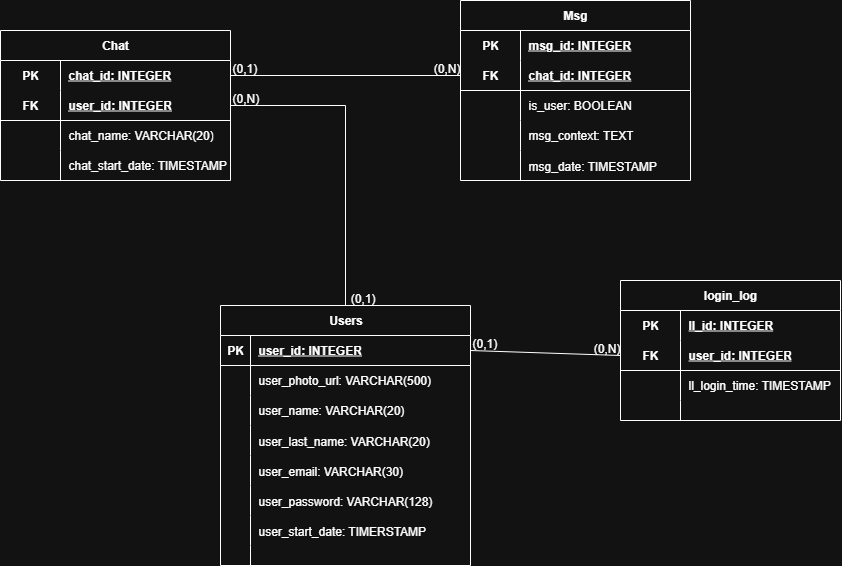 Chat
PK chat_id: INTEGER
FK user_id: INTEGER
chat_name: VARCHAR(20)
chat_start_date: TIMESTAMP
(0,1)
(0,N)
(0,N)
Msg
PK msg_id: INTEGER
FK chat_id: INTEGER
is_user: BOOLEAN
msg_context: TEXT
msg_date: TIMESTAMP
(0,1)
Users
PK user_id: INTEGER
user_photo_url: VARCHAR(500)
user_name: VARCHAR(20)
user_last_name: VARCHAR(20)
user_email: VARCHAR(30)
user_password: VARCHAR(128)
user_start_date: TIMERSTAMP
(0,1)
(0,N)
login_log
PK ll_id: INTEGER
FK user_id: INTEGER
ll_login_time: TIMESTAMP